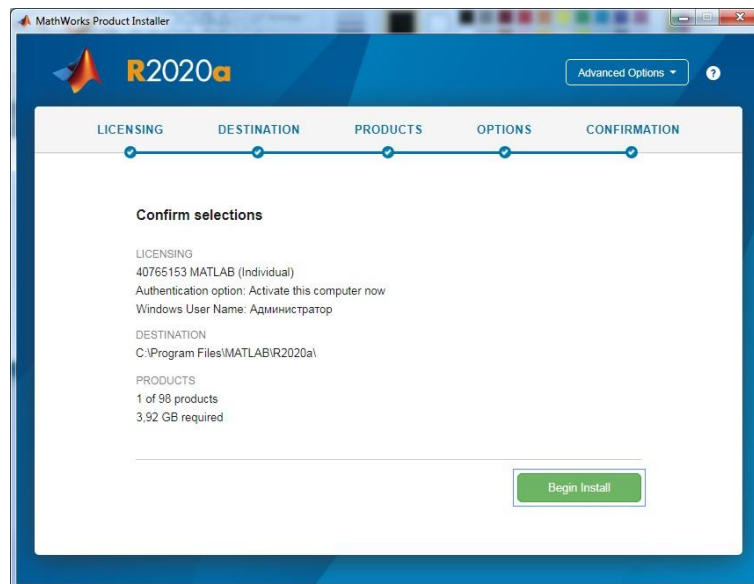 MathWorks Product Installer
R2020a
Advanced Options
?
LICENSING DESTINATION PRODUCTS OPTIONS CONFIRMATION
Confirm selections
LICENSING
40765153 MATLAB (Individual)
Authentication option: Activate this computer now
Windows User Name: Администратор
DESTINATION
C:\Program Files\MATLAB\R2020a\
PRODUCTS
1 of 98 products
3,92 GB required
Begin Install